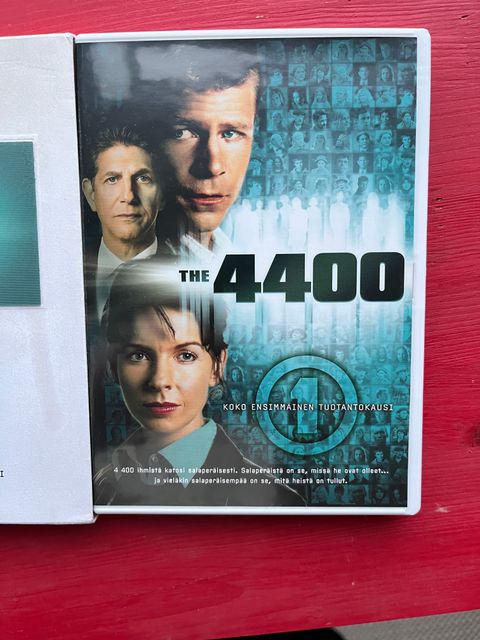 THE 4400
1
KOKO ENSIMMÄINEN TUOTANTOKAUSI
4 400 ihmistä katosi salaperäisesti. Salaperäistä on se, missä he ovat olleet...
ja vieläkin salaperäisempää on se, mitä heistä on tullut.
I